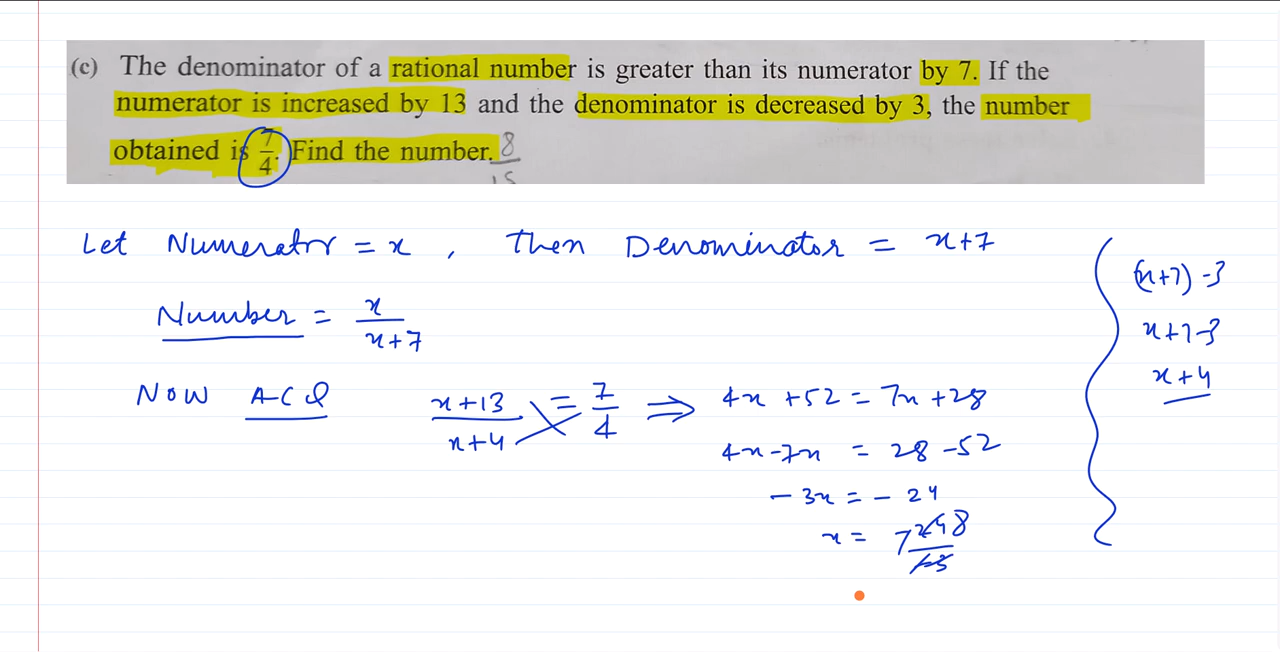 (c) The denominator of a rational number is greater than its numerator by 7. If the
numerator is increased by 13 and the denominator is decreased by 3, the number
obtained is 7/4. Find the number. 8/15
Let Numerator = x , Then Denominator = x+7
Number = x/(x+7)
Now ACQ (x+13)/(x+4) = 7/4 ⇒ 4x + 52 = 7x + 28
4x - 7x = 28 - 52
- 3x = - 24
x =
(x+7) - 3
x+7-3
x+4